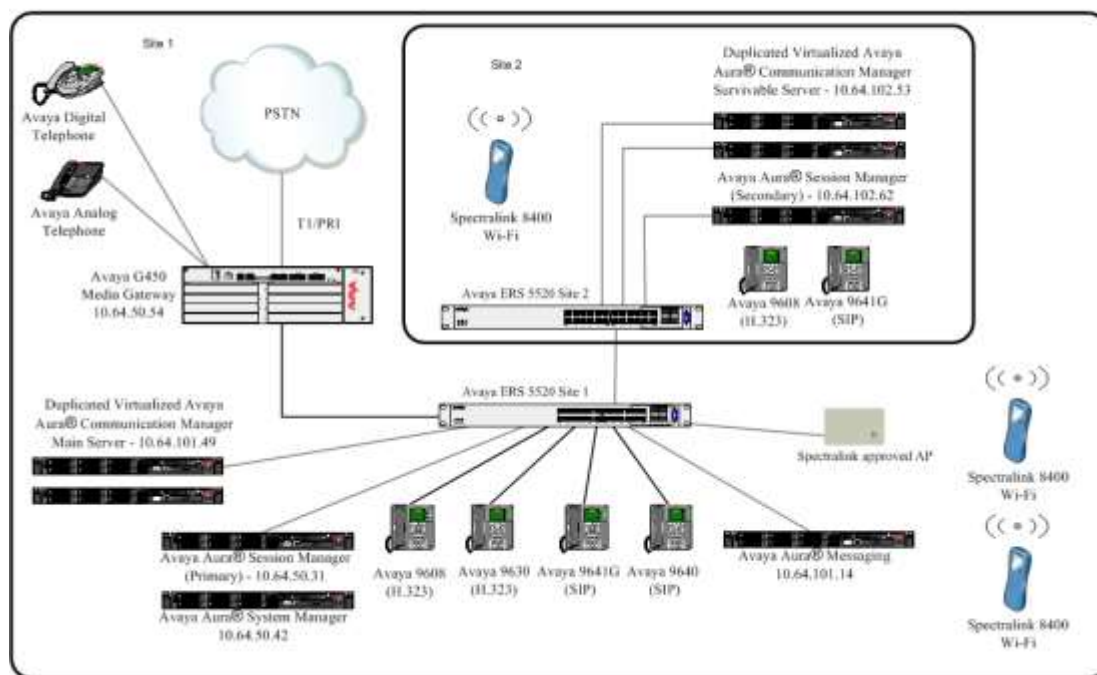 Site 1
Avaya Digital
Telephone
Avaya Analog
Telephone
PSTN
T1/PRI
Avaya G450
Media Gateway
10.64.50.54
AVAYA
Site 2
Spectralink 8400
Wi-Fi
Duplicated Virtualized Avaya
Aura® Communication Manager
Survivable Server - 10.64.102.53
Avaya Aura® Session Manager
(Secondary) - 10.64.102.62
Avaya 9608
(H.323)
Avaya 9641G
(SIP)
Avaya ERS 5520 Site 2
Avaya ERS 5520 Site 1
Duplicated Virtualized Avaya
Aura® Communication Manager
Main Server - 10.64.101.49
Spectralink approved AP
Spectralink 8400
Wi-Fi
Avaya Aura® Session Manager
(Primary) - 10.64.50.31
Avaya Aura® System Manager
10.64.50.42
Avaya 9608
(H.323)
Avaya 9630
(H.323)
Avaya 9641G
(SIP)
Avaya 9640
(SIP)
Avaya Aura® Messaging
10.64.101.14
Spectralink 8400
Wi-Fi